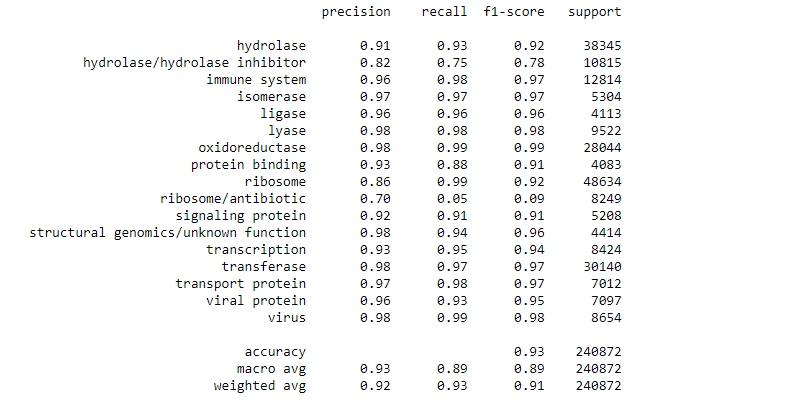 precision recall f1-score support
hydrolase 0.91 0.93 0.92 38345
hydrolase/hydrolase inhibitor 0.82 0.75 0.78 10815
immune system 0.96 0.98 0.97 12814
isomerase 0.97 0.97 0.97 5304
ligase 0.96 0.96 0.96 4113
lyase 0.98 0.98 0.98 9522
oxidoreductase 0.98 0.99 0.99 28044
protein binding 0.93 0.88 0.91 4083
ribosome 0.86 0.99 0.92 48634
ribosome/antibiotic 0.70 0.05 0.09 8249
signaling protein 0.92 0.91 0.91 5208
structural genomics/unknown function 0.98 0.94 0.96 4414
transcription 0.93 0.95 0.94 8424
transferase 0.98 0.97 0.97 30140
transport protein 0.97 0.98 0.97 7012
viral protein 0.96 0.93 0.95 7097
virus 0.98 0.99 0.98 8654
accuracy 0.93 240872
macro avg 0.93 0.89 0.89 240872
weighted avg 0.92 0.93 0.91 240872